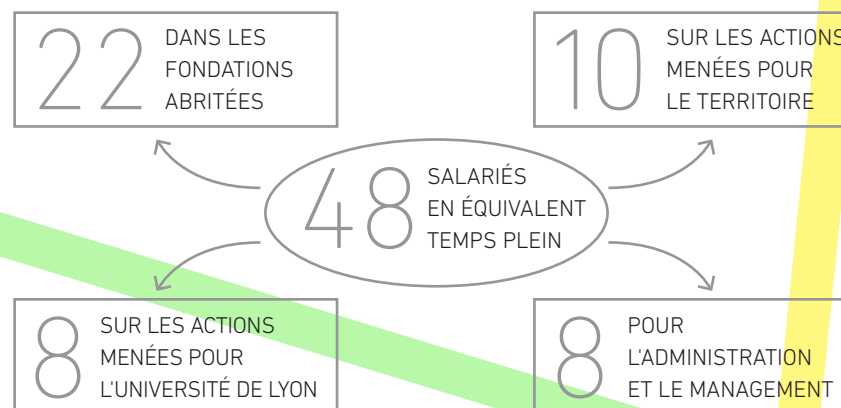 22 DANS LES
FONDATIONS
ABRITÉES
10 SUR LES ACTIONS
MENÉES POUR
LE TERRITOIRE
48 SALARIÉS
EN ÉQUIVALENT
TEMPS PLEIN
8 SUR LES ACTIONS
MENÉES POUR
L'UNIVERSITÉ DE LYON
8 POUR
L'ADMINISTRATION
ET LE MANAGEMENT